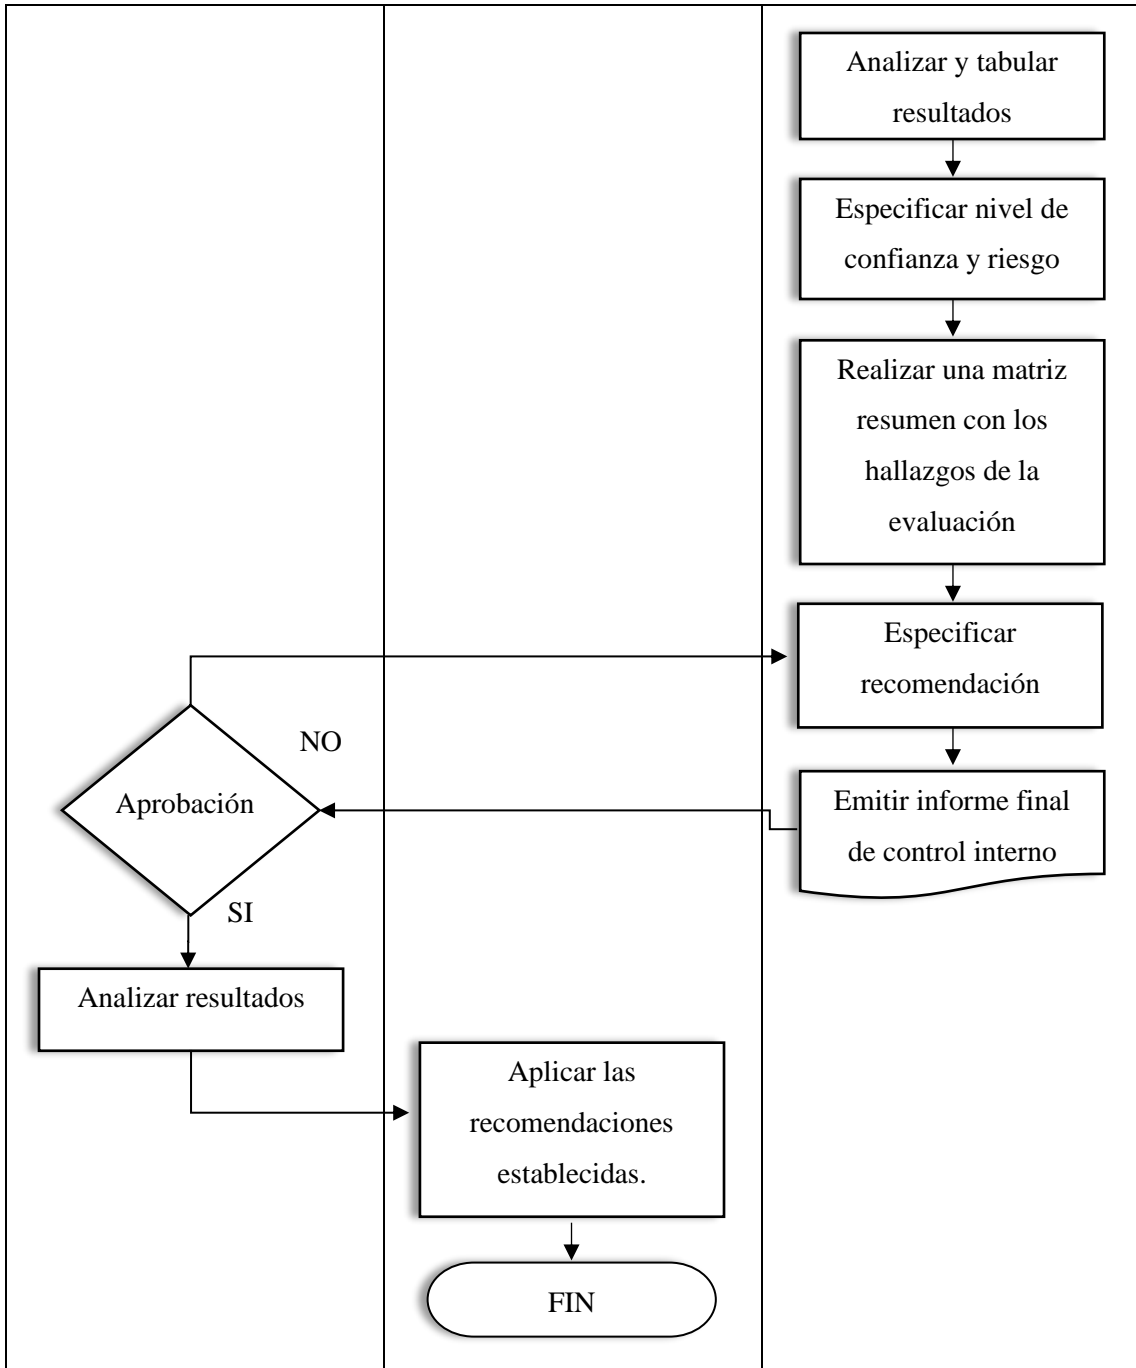 Analizar y tabular
resultados
Especificar nivel de
confianza y riesgo
Realizar una matriz
resumen con los
hallazgos de la
evaluación
Especificar
recomendación
NO
Aprobación
Emitir informe final
de control interno
SI
Analizar resultados
Aplicar las
recomendaciones
establecidas.
FIN